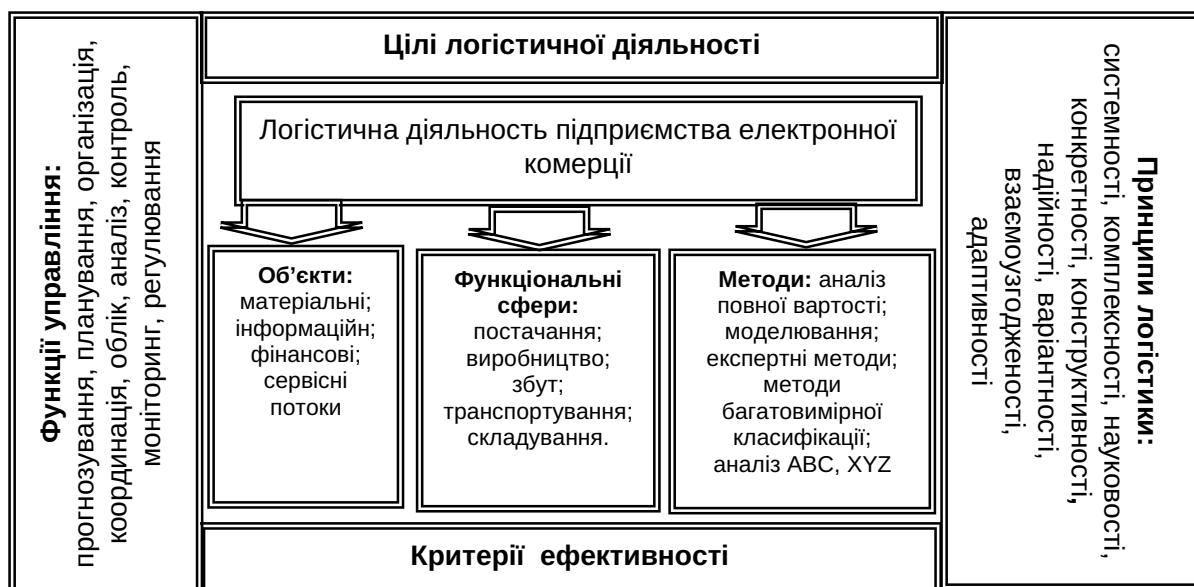 Функції управління:
прогнозування, планування, організація,
координація, облік, аналіз, контроль,
моніторинг, регулювання
Цілі логістичної діяльності
Логістична діяльность підприємства електронної
комерції
Об’єкти:
матеріальні;
інформаційн;
фінансові;
сервісні
потоки
Функціональні
сфери:
постачання;
виробництво;
збут;
транспортування;
складування.
Методи: аналіз
повної вартості;
моделювання;
експертні методи;
методи
багатовимірної
класифікації;
аналіз ABC, XYZ
Критерії ефективності
Принципи логістики:
системності, комплексності, науковості,
конкретності, конструктивності,
надійності, варіантності,
взаємоузгодженості,
адаптивності